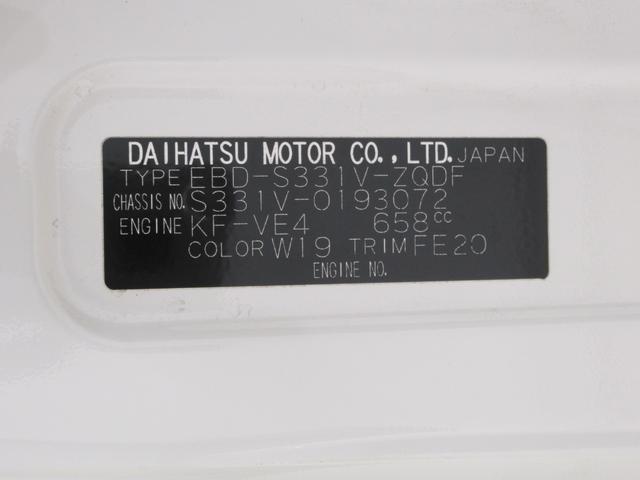 DAIHATSU MOTOR CO.,LTD. JAPAN
TYPE EBD-S331V-ZQDF
CHASSIS NO. S331V-0193072
ENGINE KF-VE4 658cc
COLOR W19 TRIM FE20
ENGINE NO.